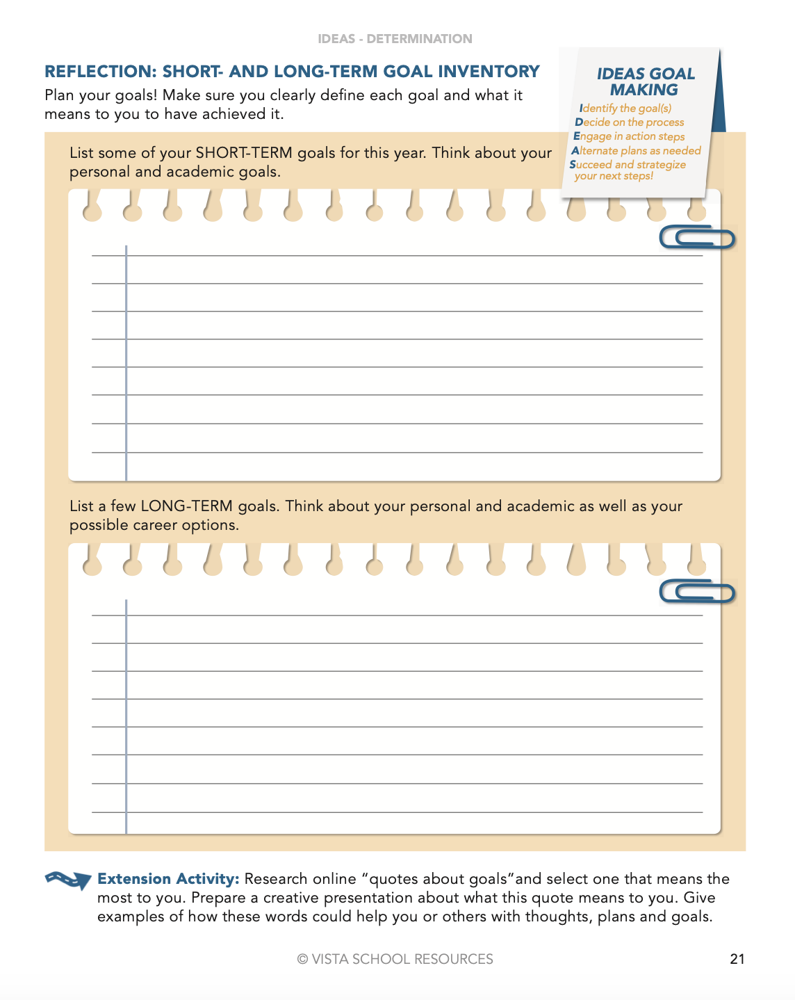 IDEAS - DETERMINATION
REFLECTION: SHORT- AND LONG-TERM GOAL INVENTORY
Plan your goals! Make sure you clearly define each goal and what it
means to you to have achieved it.
IDEAS GOAL
MAKING
Identify the goal(s)
Decide on the process
Engage in action steps
Alternate plans as needed
Succeed and strategize
your next steps!
List some of your SHORT-TERM goals for this year. Think about your
personal and academic goals.
List a few LONG-TERM goals. Think about your personal and academic as well as your
possible career options.
Extension Activity: Research online “quotes about goals”and select one that means the
most to you. Prepare a creative presentation about what this quote means to you. Give
examples of how these words could help you or others with thoughts, plans and goals.
© VISTA SCHOOL RESOURCES
21